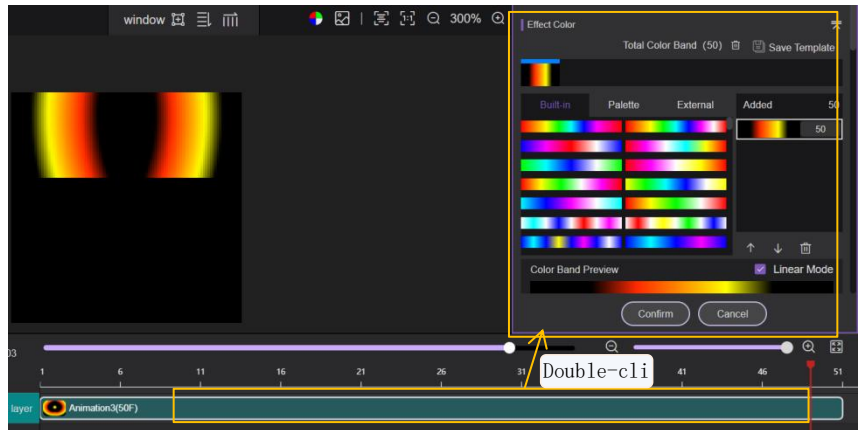 window
300%
Effect Color
Total Color Band (50)
Save Template
Built-in Palette External Added 50
50
Color Band Preview
Linear Mode
Confirm Cancel
03
1 6 11 16 21 26 31 41 46 51
Double-cli
layer Animation3(50F)